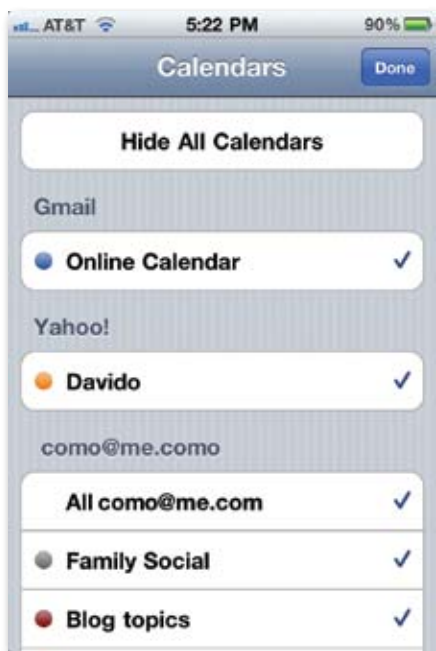 AT&T 5:22 PM 90%
Calendars Done
Hide All Calendars
Gmail
Online Calendar
Yahoo!
Davido
como@me.como
All como@me.com
Family Social
Blog topics